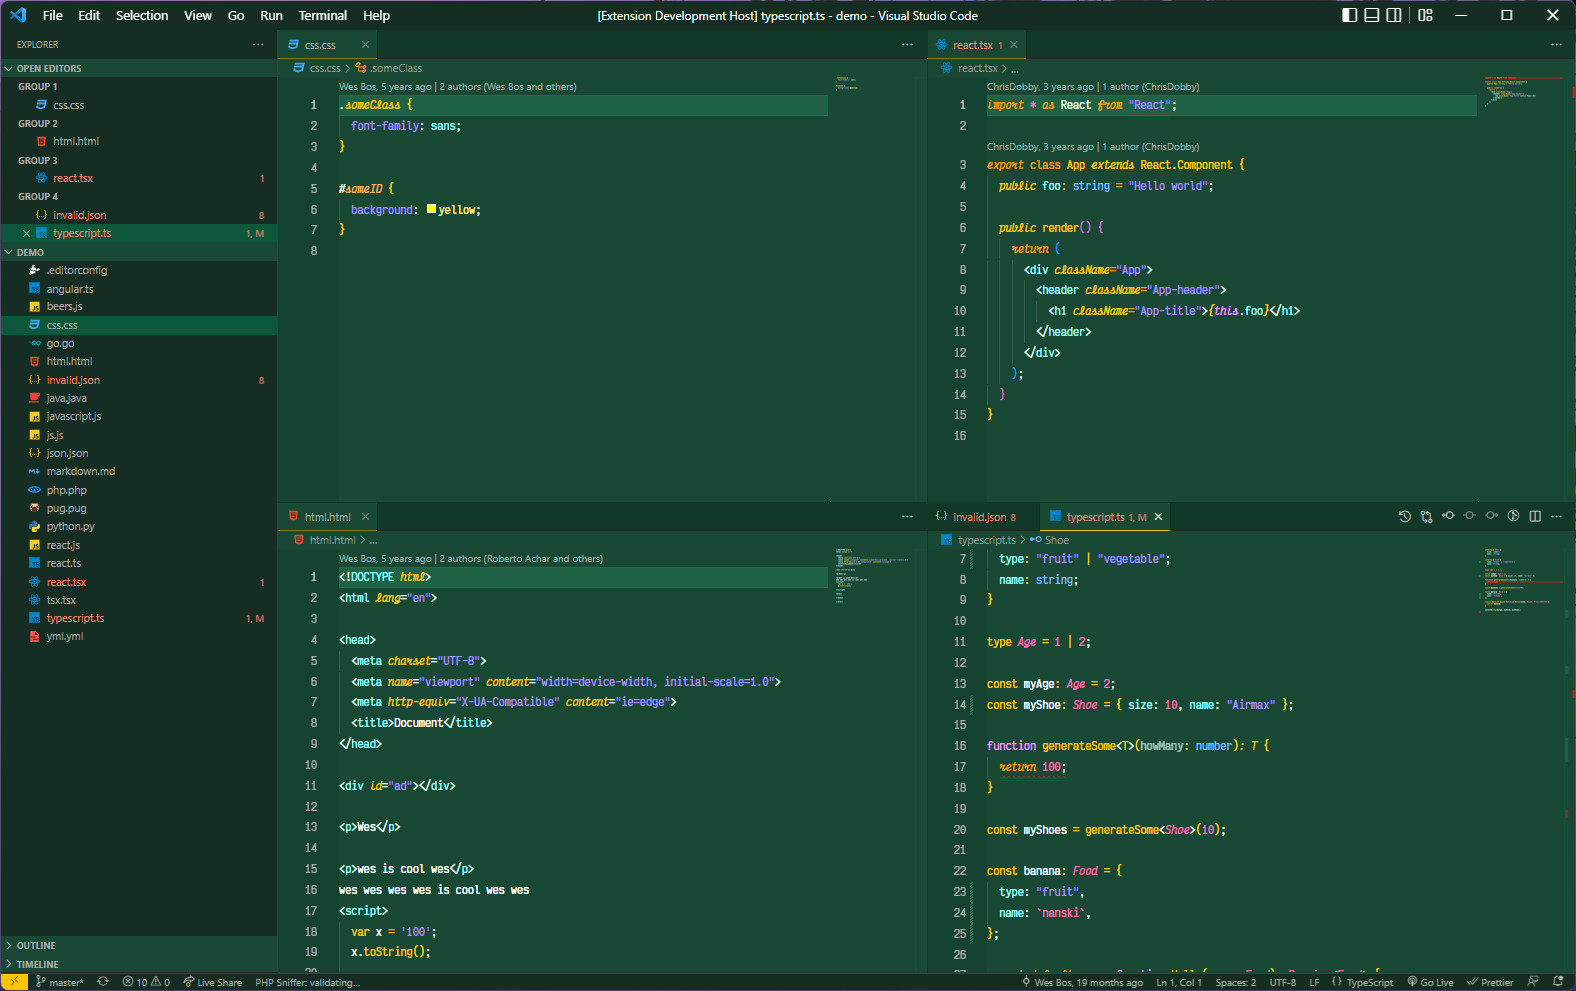 File Edit Selection View Go Run Terminal Help
[Extension Development Host] typescript.ts - demo - Visual Studio Code
EXPLORER
OPEN EDITORS
GROUP 1
css.css
GROUP 2
html.html
GROUP 3
react.tsx 1
GROUP 4
invalid.json 8
typescript.ts 1, M
DEMO
.editorconfig
angular.ts
beers.js
css.css
go.go
html.html
invalid.json 8
java.java
javascript.js
js.js
json.json
markdown.md
php.php
pug.pug
python.py
react.js
react.ts
react.tsx 1
tsx.tsx
typescript.ts 1, M
yml.yml
OUTLINE
TIMELINE
css.css
css.css > .someClass
Wes Bos, 5 years ago | 2 authors (Wes Bos and others)
1 .someClass {
2 font-family: sans;
3 }
4
5 #someID {
6 background: yellow;
7 }
8
react.tsx 1
react.tsx > ...
ChrisDobby, 3 years ago | 1 author (ChrisDobby)
1 import * as React from "React";
2
ChrisDobby, 3 years ago | 1 author (ChrisDobby)
3 export class App extends React.Component {
4 public foo: string = "Hello world";
5
6 public render() {
7 return (
8 <div className="App">
9 <header className="App-header">
10 <h1 className="App-title">{this.foo}</h1>
11 </header>
12 </div>
13 );
14 }
15 }
16
html.html
html.html > ...
Wes Bos, 5 years ago | 2 authors (Roberto Achar and others)
1 <!DOCTYPE html>
2 <html lang="en">
3
4 <head>
5 <meta charset="UTF-8">
6 <meta name="viewport" content="width=device-width, initial-scale=1.0">
7 <meta http-equiv="X-UA-Compatible" content="ie=edge">
8 <title>Document</title>
9 </head>
10
11 <div id="ad"></div>
12
13 <p>Wes</p>
14
15 <p>wes is cool wes</p>
16 wes wes wes wes is cool wes wes
17 <script>
18 var x = '100';
19 x.toString();
invalid.json 8 typescript.ts 1, M
typescript.ts > Shoe
7 type: "fruit" | "vegetable";
8 name: string;
9 }
10
11 type Age = 1 | 2;
12
13 const myAge: Age = 2;
14 const myShoe: Shoe = { size: 10, name: "Airmax" };
15
16 function generateSome<T>(howMany: number): T {
17 return 100;
18 }
19
20 const myShoes = generateSome<Shoe>(10);
21
22 const banana: Food = {
23 type: "fruit",
24 name: `nanski`,
25 };
26
master* 10 0 Live Share PHP Sniffer: validating...
Wes Bos, 19 months ago Ln 1, Col 1 Spaces: 2 UTF-8 LF {} TypeScript Go Live Prettier